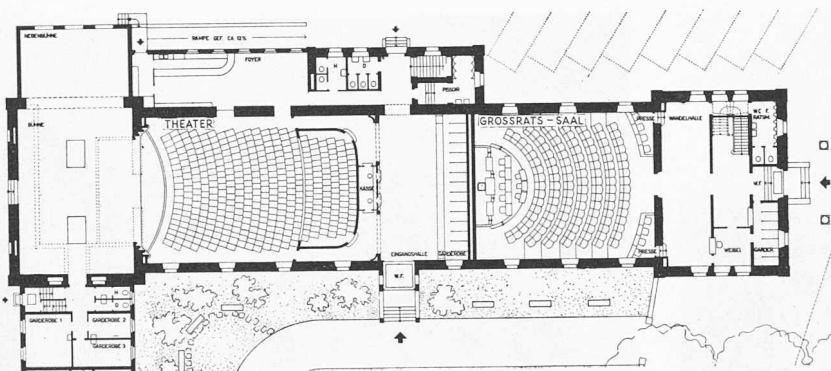 NEBENBÜHNE
RAMPE GEF. CA. 12%
FOYER
H
D
PISSOIR
BÜHNE
THEATER
KASSE
EINGANGSHALLE
GARDEROBE
W.F.
GROSSRATS-SAAL
PRESSE
PRESSE
WANDELHALLE
W.C. F.
RATSM.
W.F.
WEIBEL
GARDER.
H
D
GARDEROBE 1
GARDEROBE 2
GARDEROBE 3